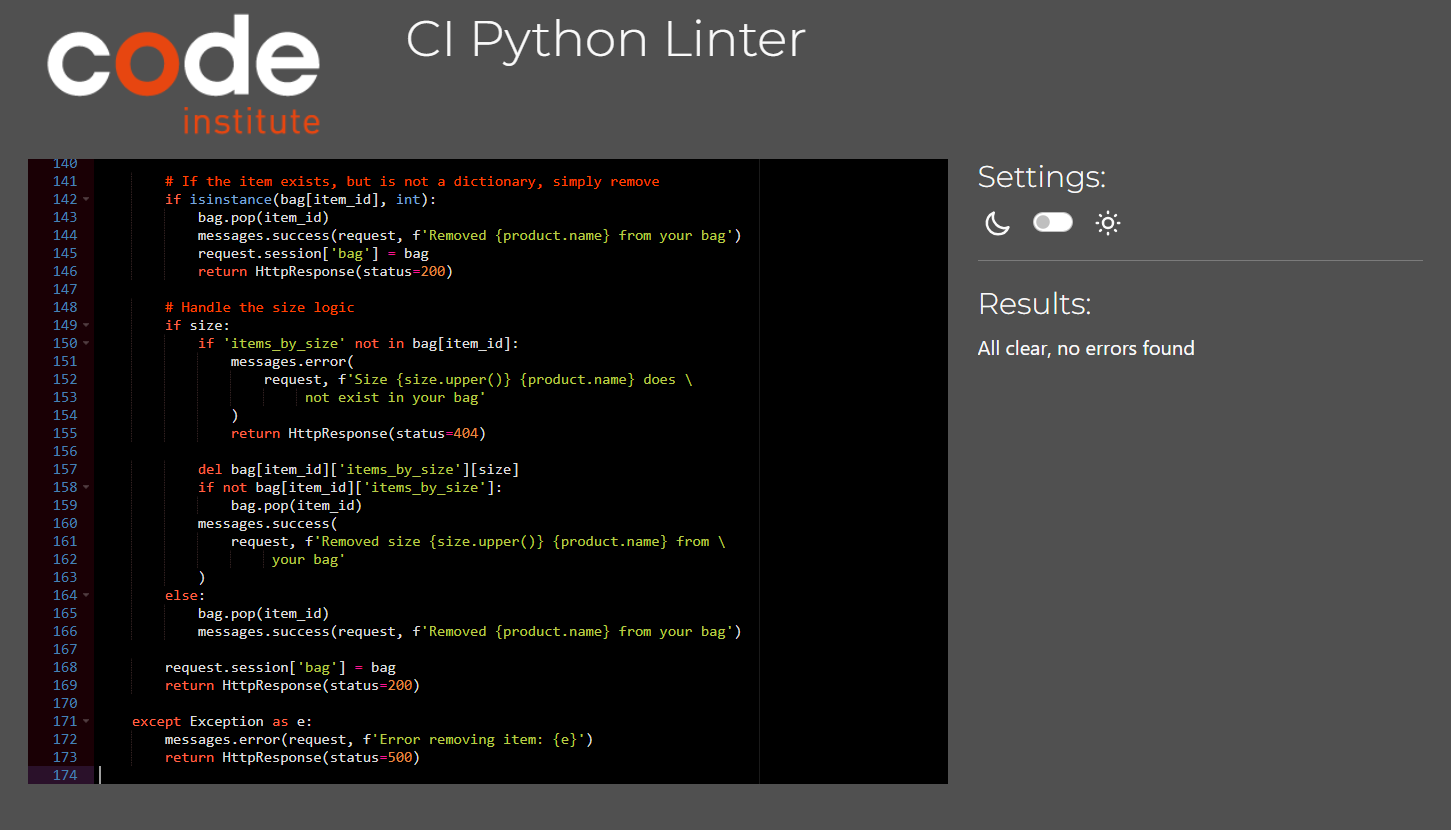 code
institute
CI Python Linter
140
141 # If the item exists, but is not a dictionary, simply remove
142 if isinstance(bag[item_id], int):
143 bag.pop(item_id)
144 messages.success(request, f'Removed {product.name} from your bag')
145 request.session['bag'] = bag
146 return HttpResponse(status=200)
147
148 # Handle the size logic
149 if size:
150 if 'items_by_size' not in bag[item_id]:
151 messages.error(
152 request, f'Size {size.upper()} {product.name} does \
153 not exist in your bag'
154 )
155 return HttpResponse(status=404)
156
157 del bag[item_id]['items_by_size'][size]
158 if not bag[item_id]['items_by_size']:
159 bag.pop(item_id)
160 messages.success(
161 request, f'Removed size {size.upper()} {product.name} from \
162 your bag'
163 )
164 else:
165 bag.pop(item_id)
166 messages.success(request, f'Removed {product.name} from your bag')
167
168 request.session['bag'] = bag
169 return HttpResponse(status=200)
170
171 except Exception as e:
172 messages.error(request, f'Error removing item: {e}')
173 return HttpResponse(status=500)
174
Settings:
Results:
All clear, no errors found